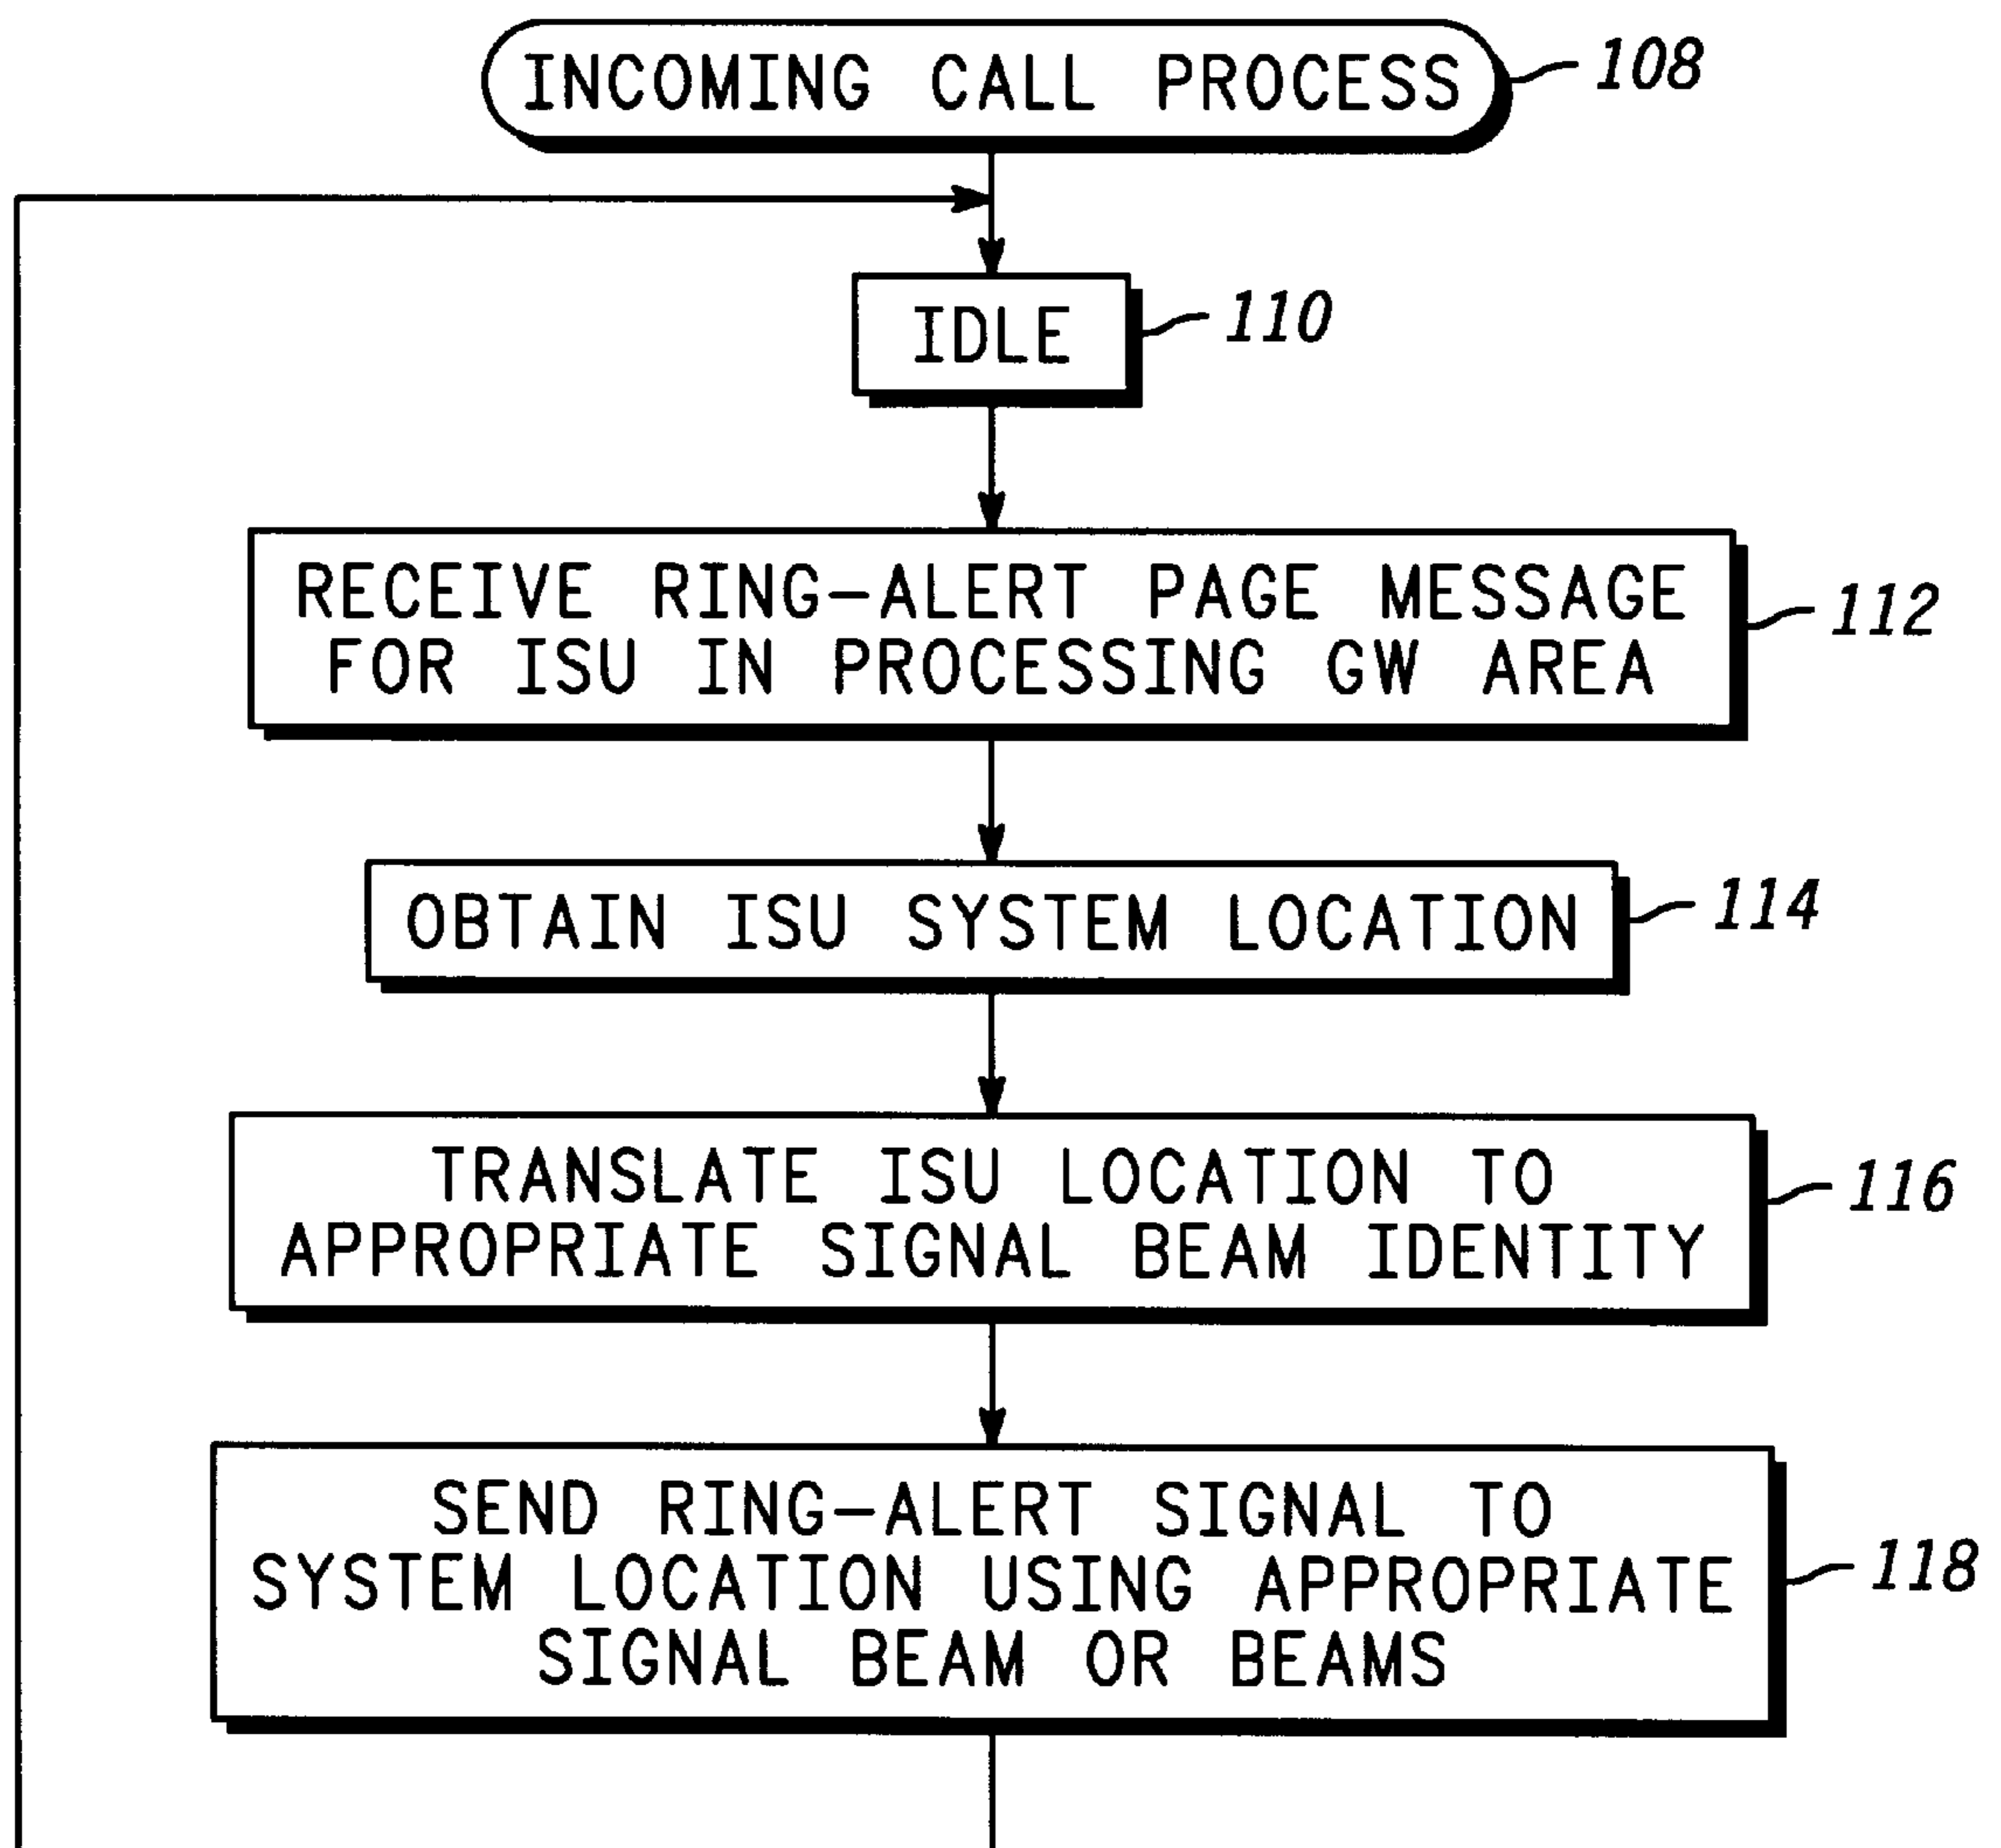 INCOMING CALL PROCESS
108
IDLE
110
RECEIVE RING-ALERT PAGE MESSAGE
FOR ISU IN PROCESSING GW AREA
112
OBTAIN ISU SYSTEM LOCATION
114
TRANSLATE ISU LOCATION TO
APPROPRIATE SIGNAL BEAM IDENTITY
116
SEND RING-ALERT SIGNAL TO
SYSTEM LOCATION USING APPROPRIATE
SIGNAL BEAM OR BEAMS
118